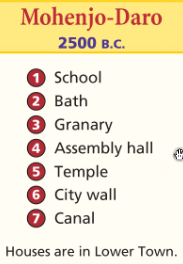 Mohenjo-Daro
2500 B.C.
1 School
2 Bath
3 Granary
4 Assembly hall
5 Temple
6 City wall
7 Canal
Houses are in Lower Town.